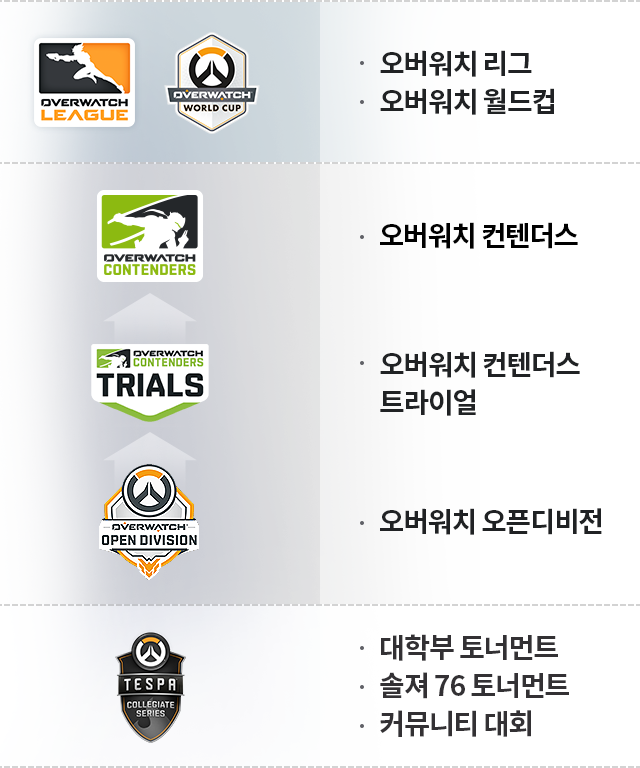 OVERWATCH
LEAGUE
OVERWATCH
WORLD CUP
· 오버워치 리그
· 오버워치 월드컵
OVERWATCH
CONTENDERS
· 오버워치 컨텐더스
OVERWATCH
CONTENDERS
TRIALS
· 오버워치 컨텐더스
트라이얼
OVERWATCH
OPEN DIVISION
· 오버워치 오픈디비전
TESPA
COLLEGIATE
SERIES
· 대학부 토너먼트
· 솔져 76 토너먼트
· 커뮤니티 대회